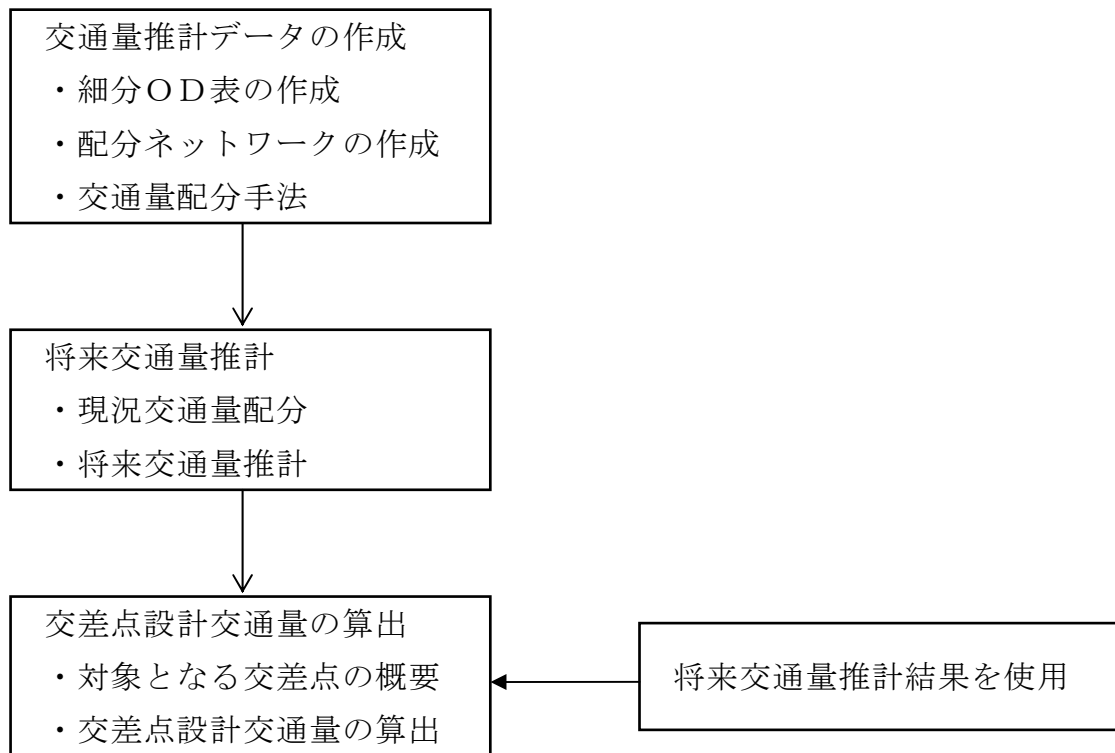 交通量推計データの作成
・細分ＯＤ表の作成
・配分ネットワークの作成
・交通量配分手法
将来交通量推計
・現況交通量配分
・将来交通量推計
交差点設計交通量の算出
・対象となる交差点の概要
・交差点設計交通量の算出
将来交通量推計結果を使用